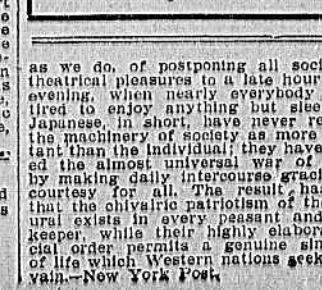 as we do, of postponing all soci
theatrical pleasures to a late hour
evening, when nearly everybody
tired to enjoy anything but slee
Japanese, in short, have never re
the machinery of society as more
tant than the individual; they have
ed the almost universal war of
by making daily intercourse graci
courtesy for all. The result has
that the chivalric patriotism of the
ural exists in every peasant and
keeper, while their highly elabora
cial order permits a genuine sim
of life which Western nations seek
vain.—New York Post.